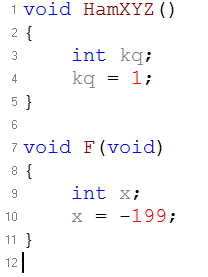 1 void HamXYZ()
2 {
3     int kq;
4     kq = 1;
5 }
6
7 void F(void)
8 {
9     int x;
10     x = -199;
11 }
12